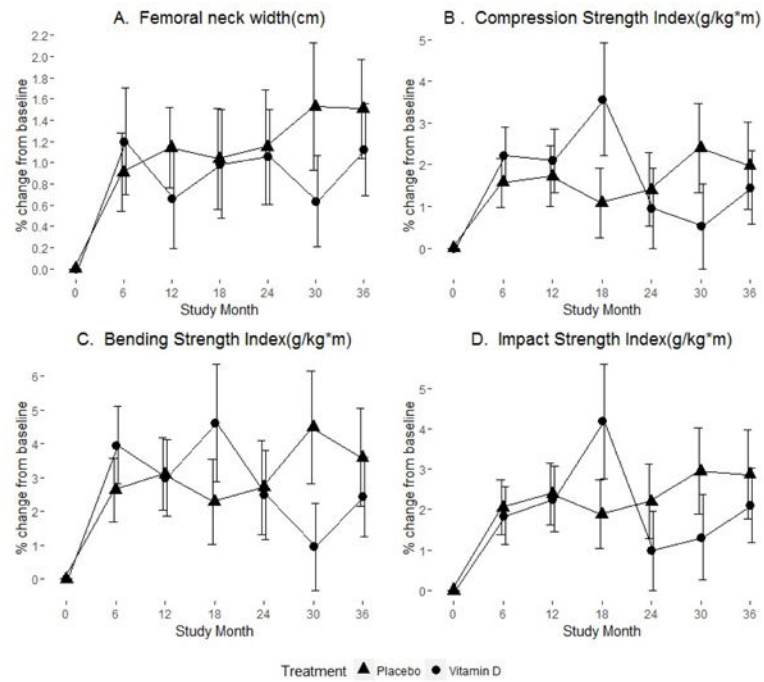 A. Femoral neck width(cm)
% change from baseline
2.2
2.0
1.8
1.6
1.4
1.2
1.0
0.8
0.6
0.4
0.2
0.0
0 6 12 18 24 30 36
Study Month
B . Compression Strength Index(g/kg*m)
% change from baseline
5
4
3
2
1
0
0 6 12 18 24 30 36
Study Month
C. Bending Strength Index(g/kg*m)
% change from baseline
6
5
4
3
2
1
0
0 6 12 18 24 30 36
Study Month
D. Impact Strength Index(g/kg*m)
% change from baseline
5
4
3
2
1
0
0 6 12 18 24 30 36
Study Month
Treatment Placebo Vitamin D